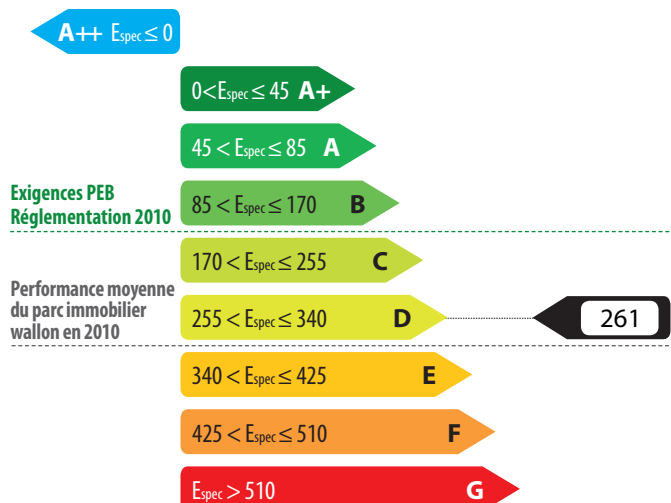 A++ Espec ≤ 0
0<Espec ≤ 45 A+
45 < Espec ≤ 85 A
Exigences PEB
Réglementation 2010
85 < Espec ≤ 170 B
170 < Espec ≤ 255 C
Performance moyenne
du parc immobilier
wallon en 2010
255 < Espec ≤ 340 D
261
340 < Espec ≤ 425 E
425 < Espec ≤ 510 F
Espec > 510 G